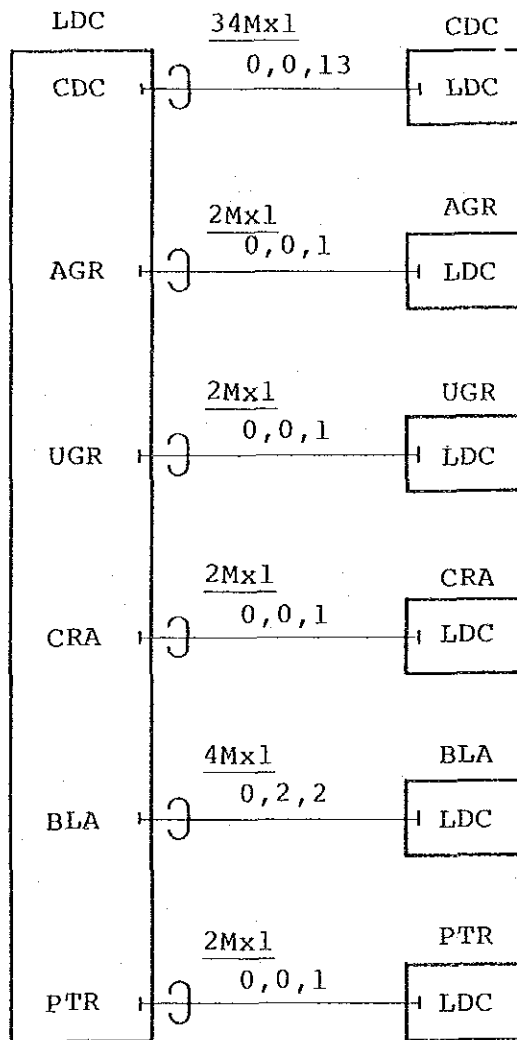 LDC 34Mx1 CDC
CDC 0,0,13 LDC
2Mx1 AGR
AGR 0,0,1 LDC
2Mx1 UGR
UGR 0,0,1 LDC
2Mx1 CRA
CRA 0,0,1 LDC
4Mx1 BLA
BLA 0,2,2 LDC
2Mx1 PTR
PTR 0,0,1 LDC